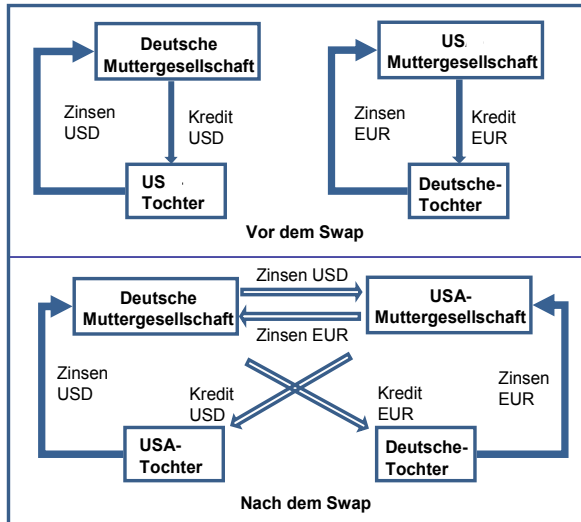 Deutsche
Muttergesellschaft
US
Muttergesellschaft
Zinsen
USD
Kredit
USD
Zinsen
EUR
Kredit
EUR
US
Tochter
Deutsche-
Tochter
Vor dem Swap
Zinsen USD
Deutsche
Muttergesellschaft
USA-
Muttergesellschaft
Zinsen EUR
Zinsen
USD
Kredit
USD
Kredit
EUR
Zinsen
EUR
USA-
Tochter
Deutsche-
Tochter
Nach dem Swap